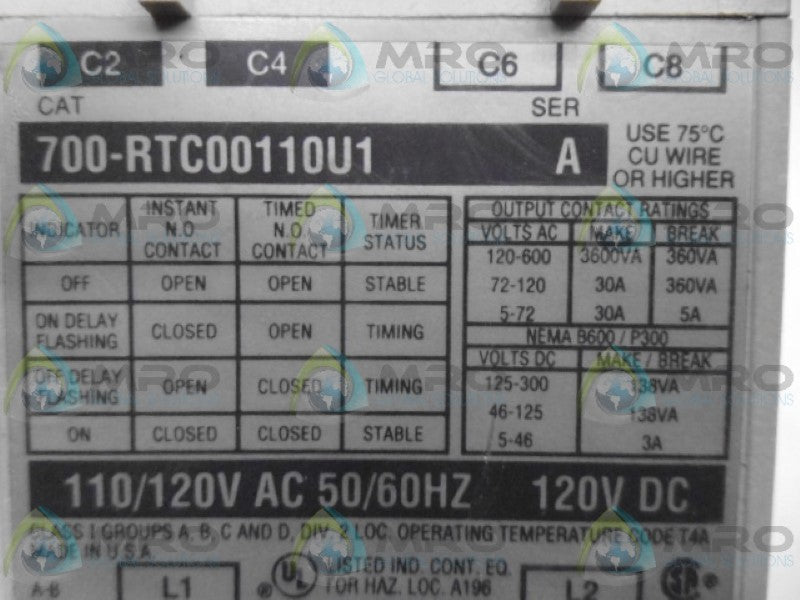 C2 C4 C6 C8
CAT SER
700-RTC00110U1 A
USE 75°C
CU WIRE
OR HIGHER
INDICATOR INSTANT N.O. CONTACT TIMED N.O. CONTACT TIMER STATUS
OFF OPEN OPEN STABLE
ON DELAY FLASHING CLOSED OPEN TIMING
OFF DELAY FLASHING OPEN CLOSED TIMING
ON CLOSED CLOSED STABLE
OUTPUT CONTACT RATINGS
VOLTS AC MAKE BREAK
120-600 3600VA 360VA
72-120 30A 360VA
5-72 30A 5A
NEMA B600 / P300
VOLTS DC MAKE / BREAK
125-300 138VA
46-125 138VA
5-46 3A
110/120V AC 50/60HZ 120V DC
CLASS I GROUPS A, B, C AND D, DIV. 2 LOC. OPERATING TEMPERATURE CODE T4A
MADE IN U.S.A.
A-B L1 ® UL LISTED IND. CONT. EQ. L2 SA ®
FOR HAZ. LOC. A196
MRO GLOBAL SOLUTIONS